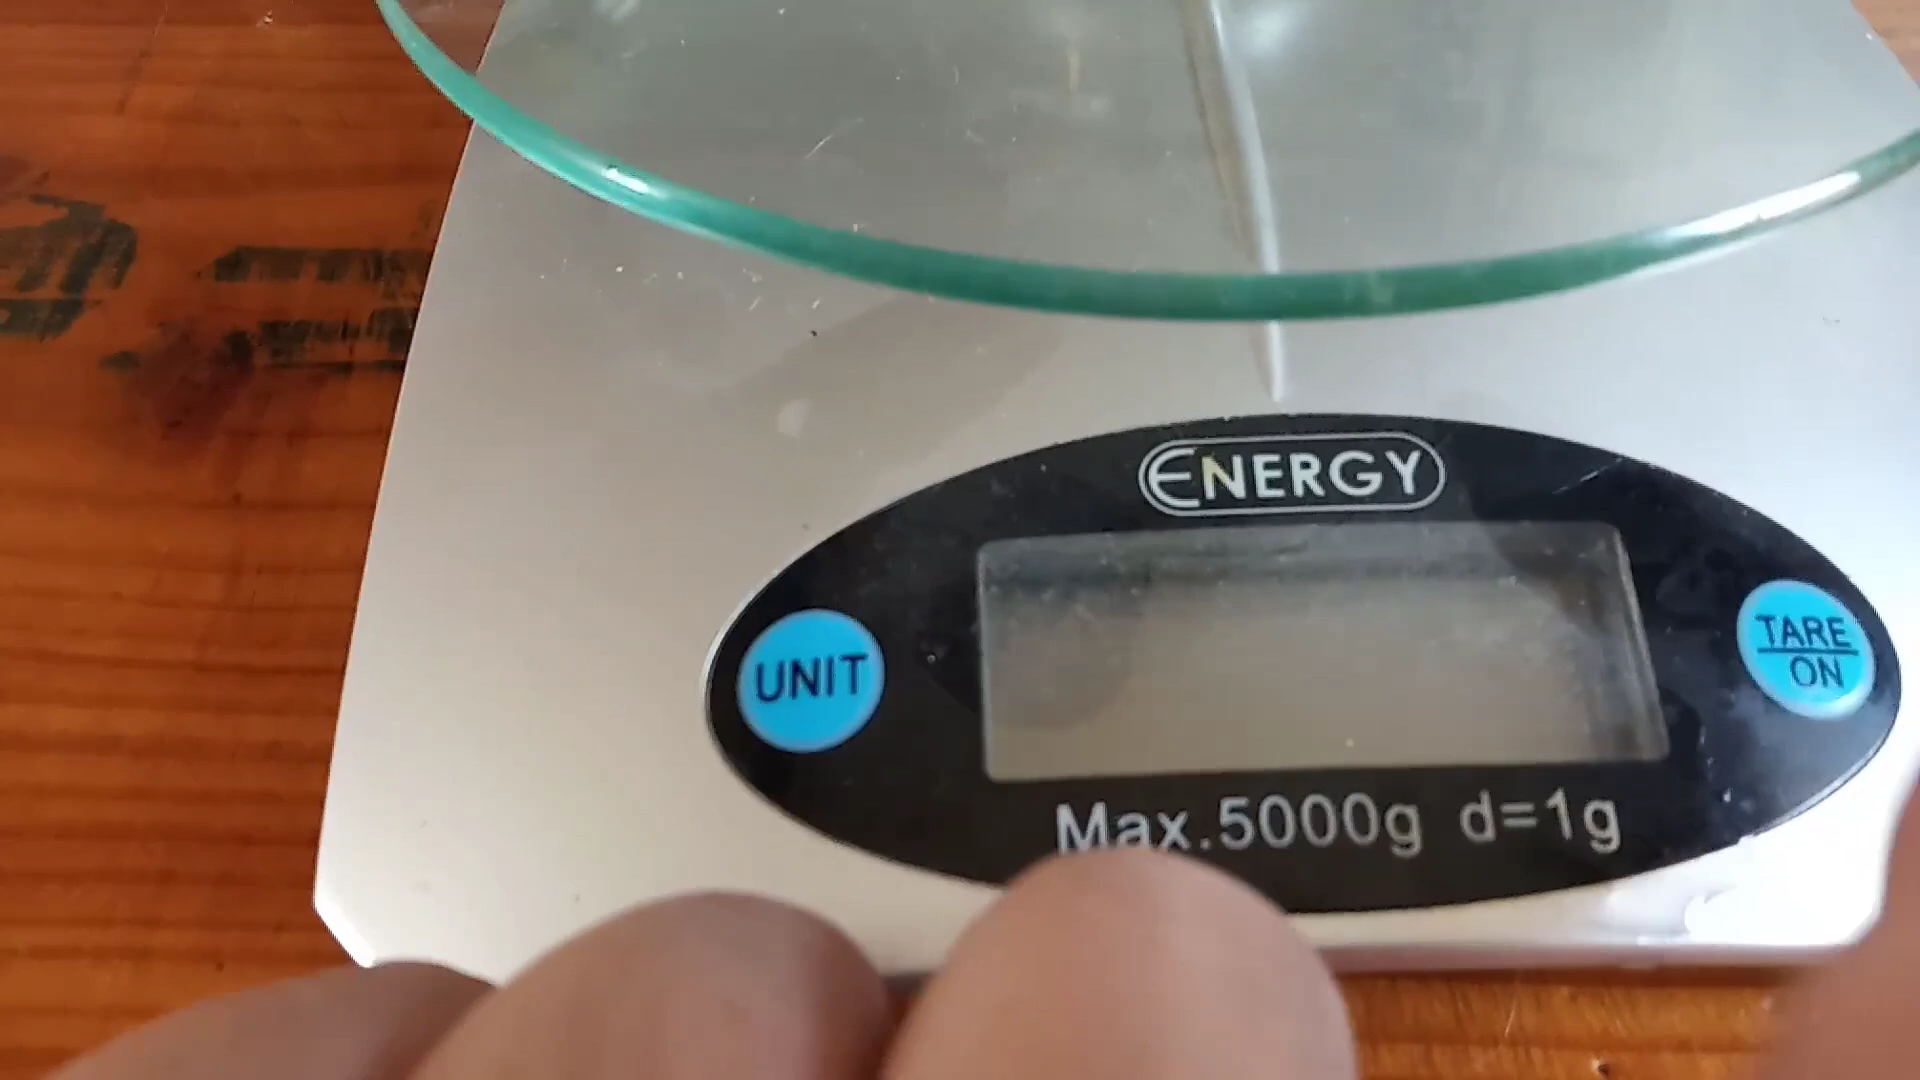 ENERGY
UNIT
TARE
ON
Max.5000g d=1g